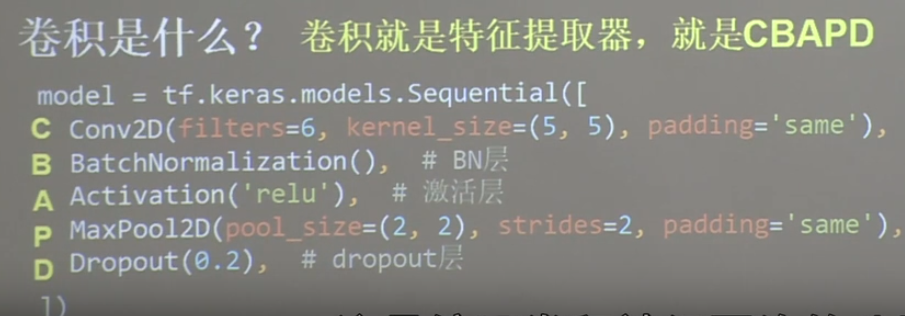 卷积是什么? 卷积就是特征提取器，就是CBAPD
model = tf.keras.models.Sequential([
C Conv2D(filters=6, kernel_size=(5, 5), padding='same'),
B BatchNormalization(), # BN层
A Activation('relu'), # 激活层
P MaxPool2D(pool_size=(2, 2), strides=2, padding='same'),
D Dropout(0.2), # dropout层
])